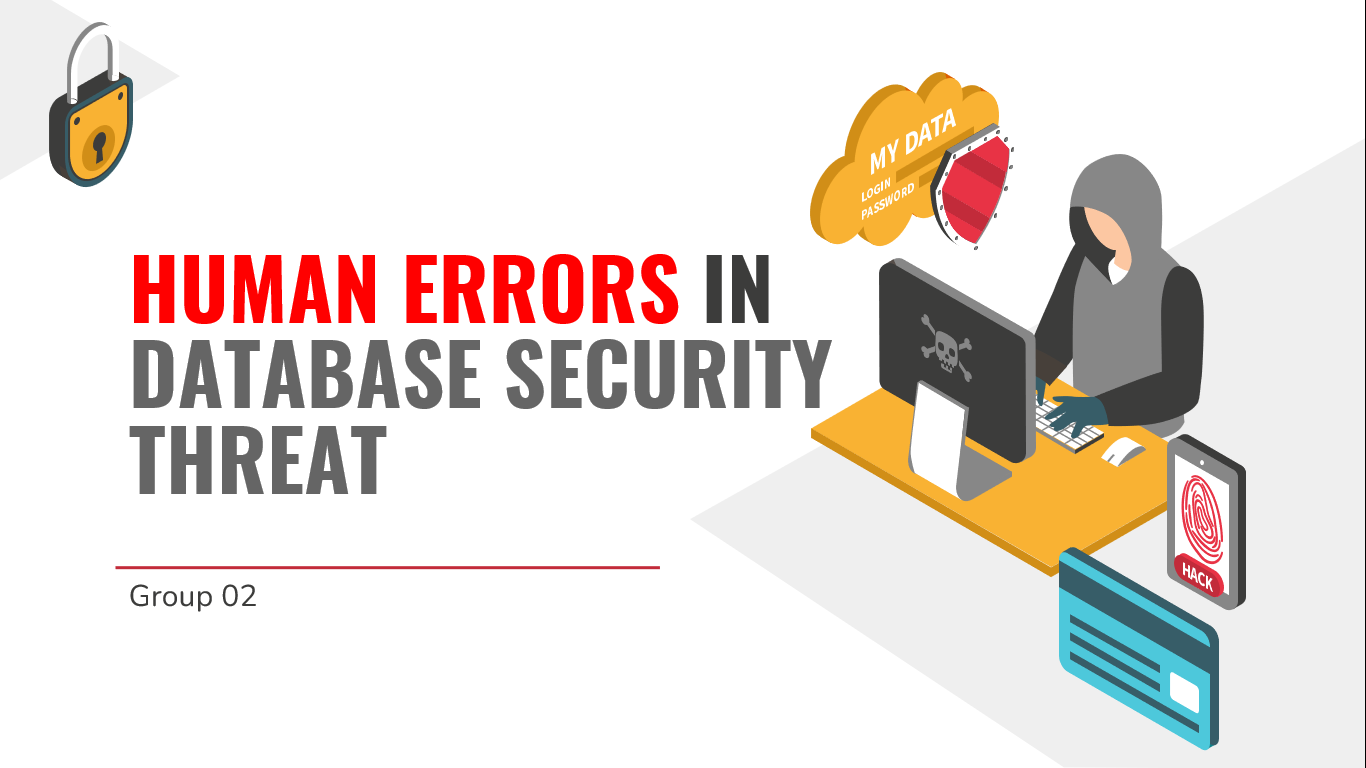 MY DATA
LOGIN
PASSWORD
HUMAN ERRORS IN
DATABASE SECURITY
THREAT
Group 02
HACK